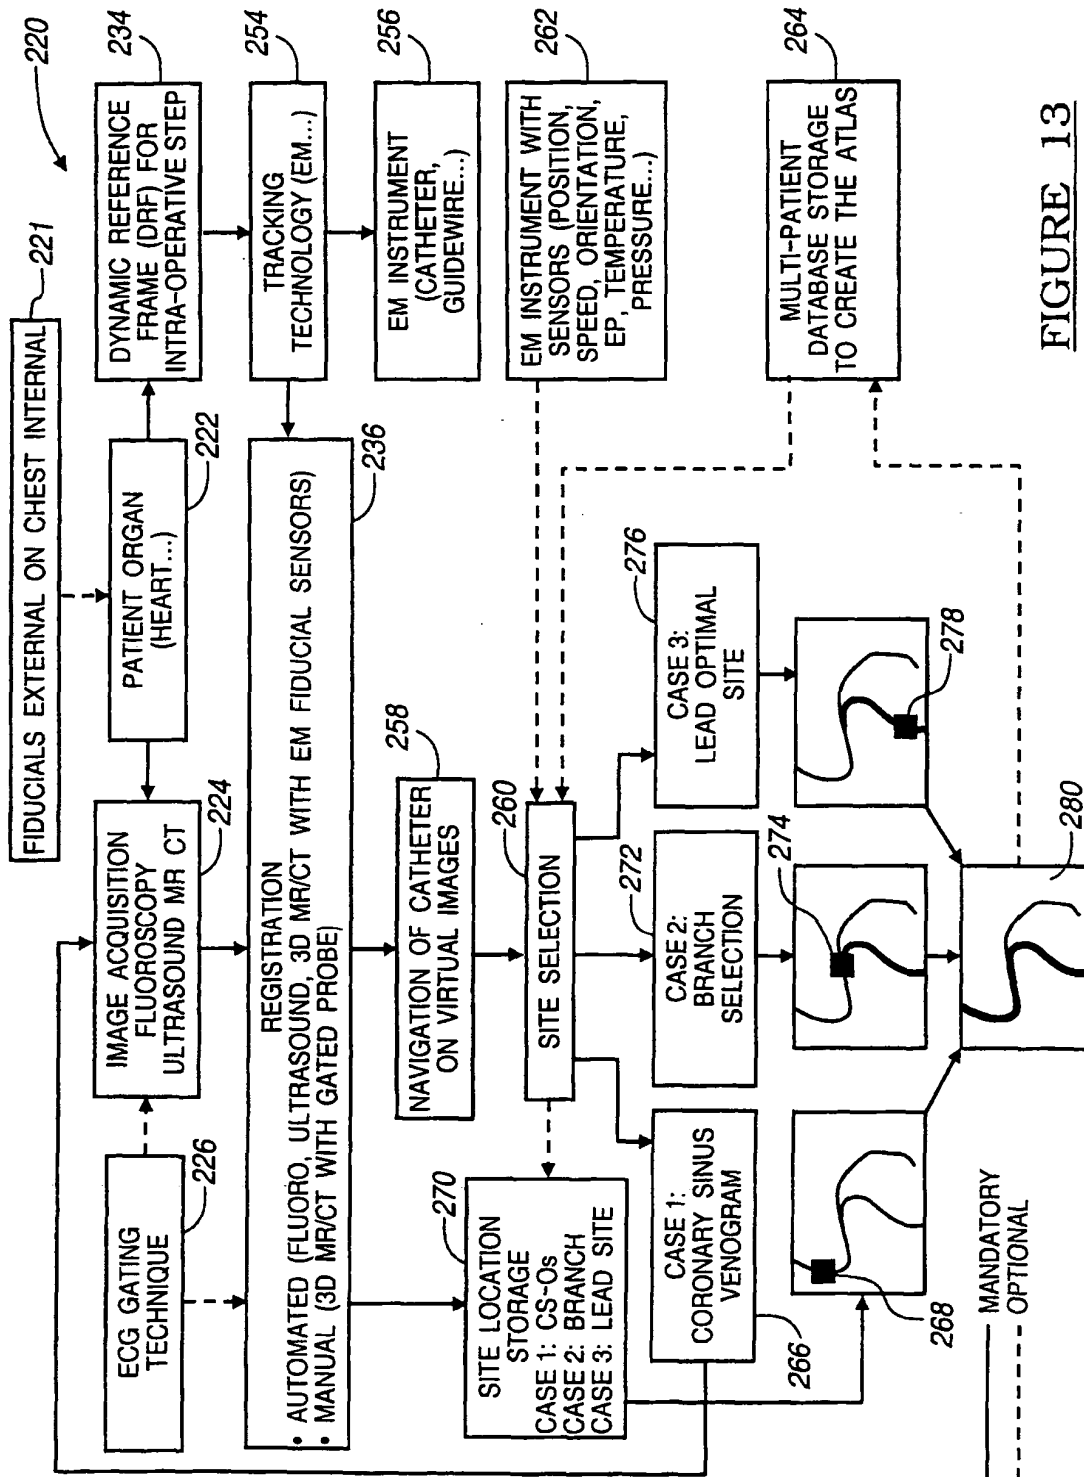 220
FIDUCIALS EXTERNAL ON CHEST INTERNAL
221
ECG GATING
TECHNIQUE
226
IMAGE ACQUISITION
FLUOROSCOPY
ULTRASOUND MR CT
224
PATIENT ORGAN
(HEART...)
222
DYNAMIC REFERENCE
FRAME (DRF) FOR
INTRA-OPERATIVE STEP
234
REGISTRATION
• AUTOMATED (FLUORO, ULTRASOUND, 3D MR/CT WITH EM FIDUCIAL SENSORS)
• MANUAL (3D MR/CT WITH GATED PROBE)
236
TRACKING
TECHNOLOGY (EM...)
254
EM INSTRUMENT
(CATHETER,
GUIDEWIRE...)
256
NAVIGATION OF CATHETER
ON VIRTUAL IMAGES
258
SITE LOCATION
STORAGE
CASE 1: CS-Os
CASE 2: BRANCH
CASE 3: LEAD SITE
270
SITE SELECTION
260
EM INSTRUMENT WITH
SENSORS (POSITION,
SPEED, ORIENTATION,
EP, TEMPERATURE,
PRESSURE...)
262
CASE 1:
CORONARY SINUS
VENOGRAM
266
CASE 2:
BRANCH
SELECTION
272
CASE 3:
LEAD OPTIMAL
SITE
276
MULTI-PATIENT
DATABASE STORAGE
TO CREATE THE ATLAS
264
268
274
278
280
MANDATORY
OPTIONAL
FIGURE 13